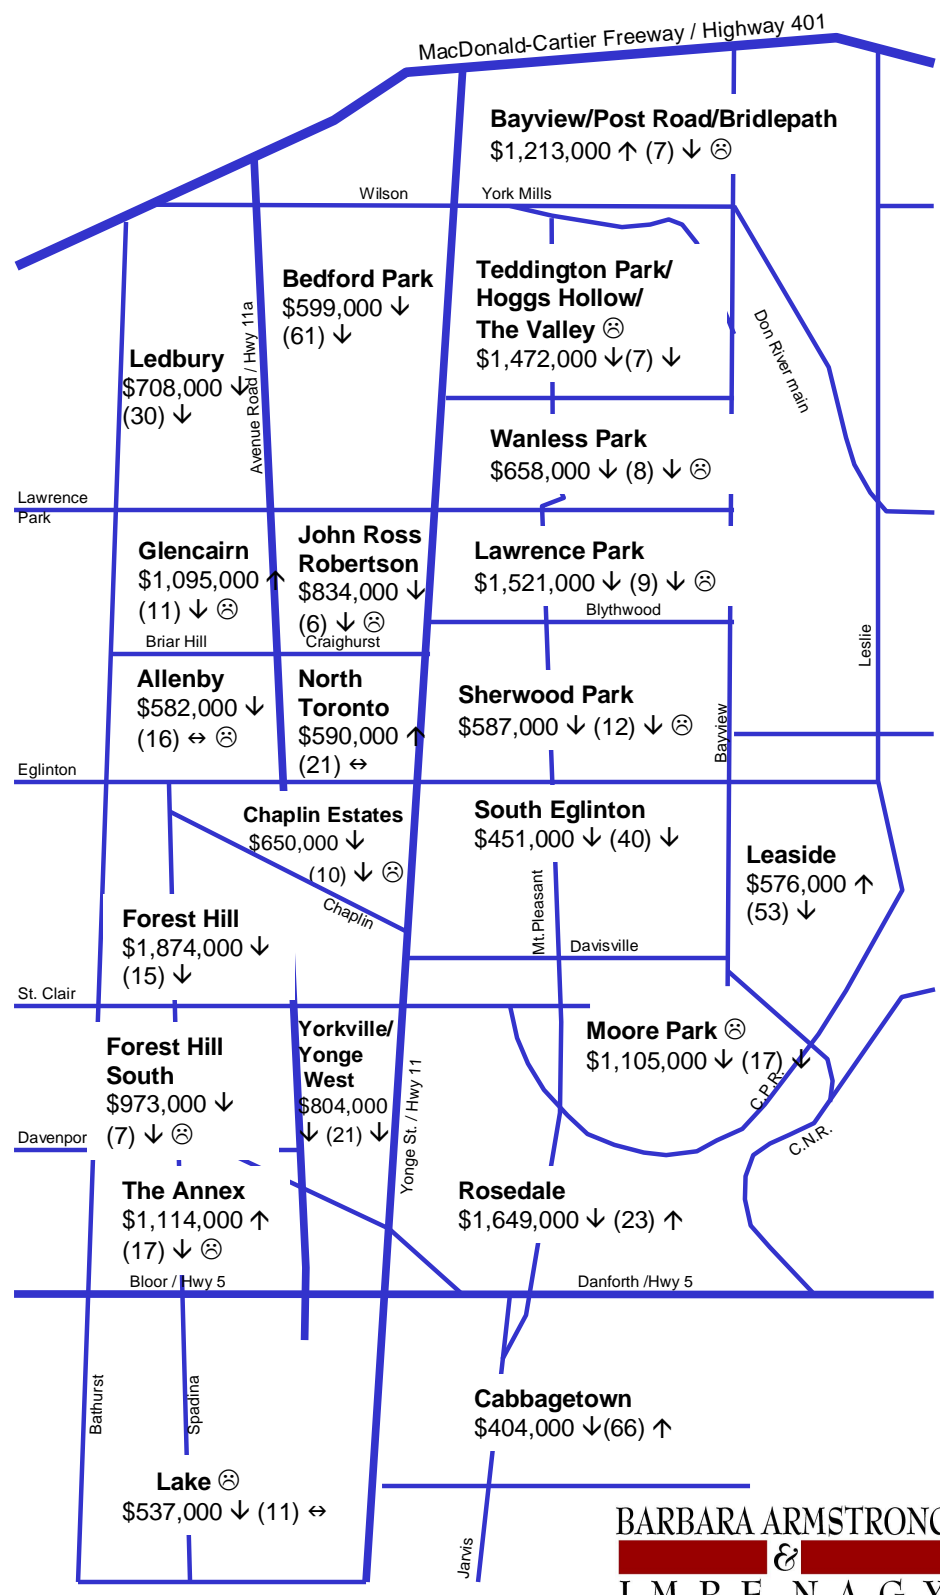 MacDonald-Cartier Freeway / Highway 401
Bayview/Post Road/Bridlepath
$1,213,000 ↑ (7) ↓ ☹
Wilson
York Mills
Bedford Park
$599,000 ↓
(61) ↓
Teddington Park/
Hoggs Hollow/
The Valley ☹
$1,472,000 ↓(7) ↓
Avenue Road / Hwy 11a
Don River main
Ledbury
$708,000 ↓
(30) ↓
Wanless Park
$658,000 ↓ (8) ↓ ☹
Lawrence
Park
Glencairn
$1,095,000 ↑
(11) ↓ ☹
John Ross
Robertson
$834,000 ↓
(6) ↓ ☹
Lawrence Park
$1,521,000 ↓ (9) ↓ ☹
Blythwood
Briar Hill
Craighurst
Leslie
Allenby
$582,000 ↓
(16) ↔ ☹
North
Toronto
$590,000 ↑
(21) ↔
Sherwood Park
$587,000 ↓ (12) ↓ ☹
Bayview
Eglinton
Chaplin Estates
$650,000 ↓
(10) ↓ ☹
Chaplin
South Eglinton
$451,000 ↓ (40) ↓
Leaside
$576,000 ↑
(53) ↓
Mt.Pleasant
Forest Hill
$1,874,000 ↓
(15) ↓
Davisville
St. Clair
Forest Hill
South
$973,000 ↓
(7) ↓ ☹
Yorkville/
Yonge
West
$804,000
↓ (21) ↓
Yonge St. / Hwy 11
Moore Park ☹
$1,105,000 ↓ (17) ↓
C.P.R.
C.N.R.
Davenpor
The Annex
$1,114,000 ↑
(17) ↓ ☹
Rosedale
$1,649,000 ↓ (23) ↑
Bloor / Hwy 5
Danforth /Hwy 5
Bathurst
Spadina
Cabbagetown
$404,000 ↓(66) ↑
Lake ☹
$537,000 ↓ (11) ↔
Jarvis
BARBARA ARMSTRONG
&
IMRE NAGY